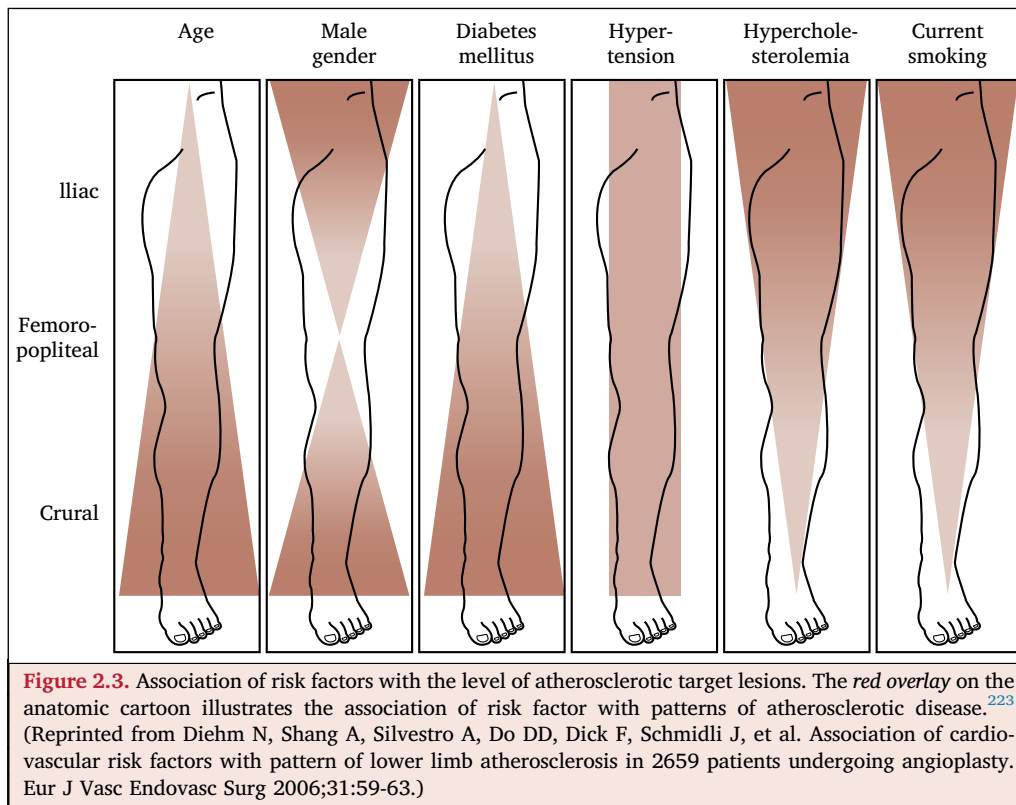 Age
Male
gender
Diabetes
mellitus
Hyper-
tension
Hyperchole-
sterolemia
Current
smoking
Iliac
Femoro-
popliteal
Crural
Figure 2.3. Association of risk factors with the level of atherosclerotic target lesions. The red overlay on the
anatomic cartoon illustrates the association of risk factor with patterns of atherosclerotic disease.223
(Reprinted from Diehm N, Shang A, Silvestro A, Do DD, Dick F, Schmidli J, et al. Association of cardio-
vascular risk factors with pattern of lower limb atherosclerosis in 2659 patients undergoing angioplasty.
Eur J Vasc Endovasc Surg 2006;31:59-63.)